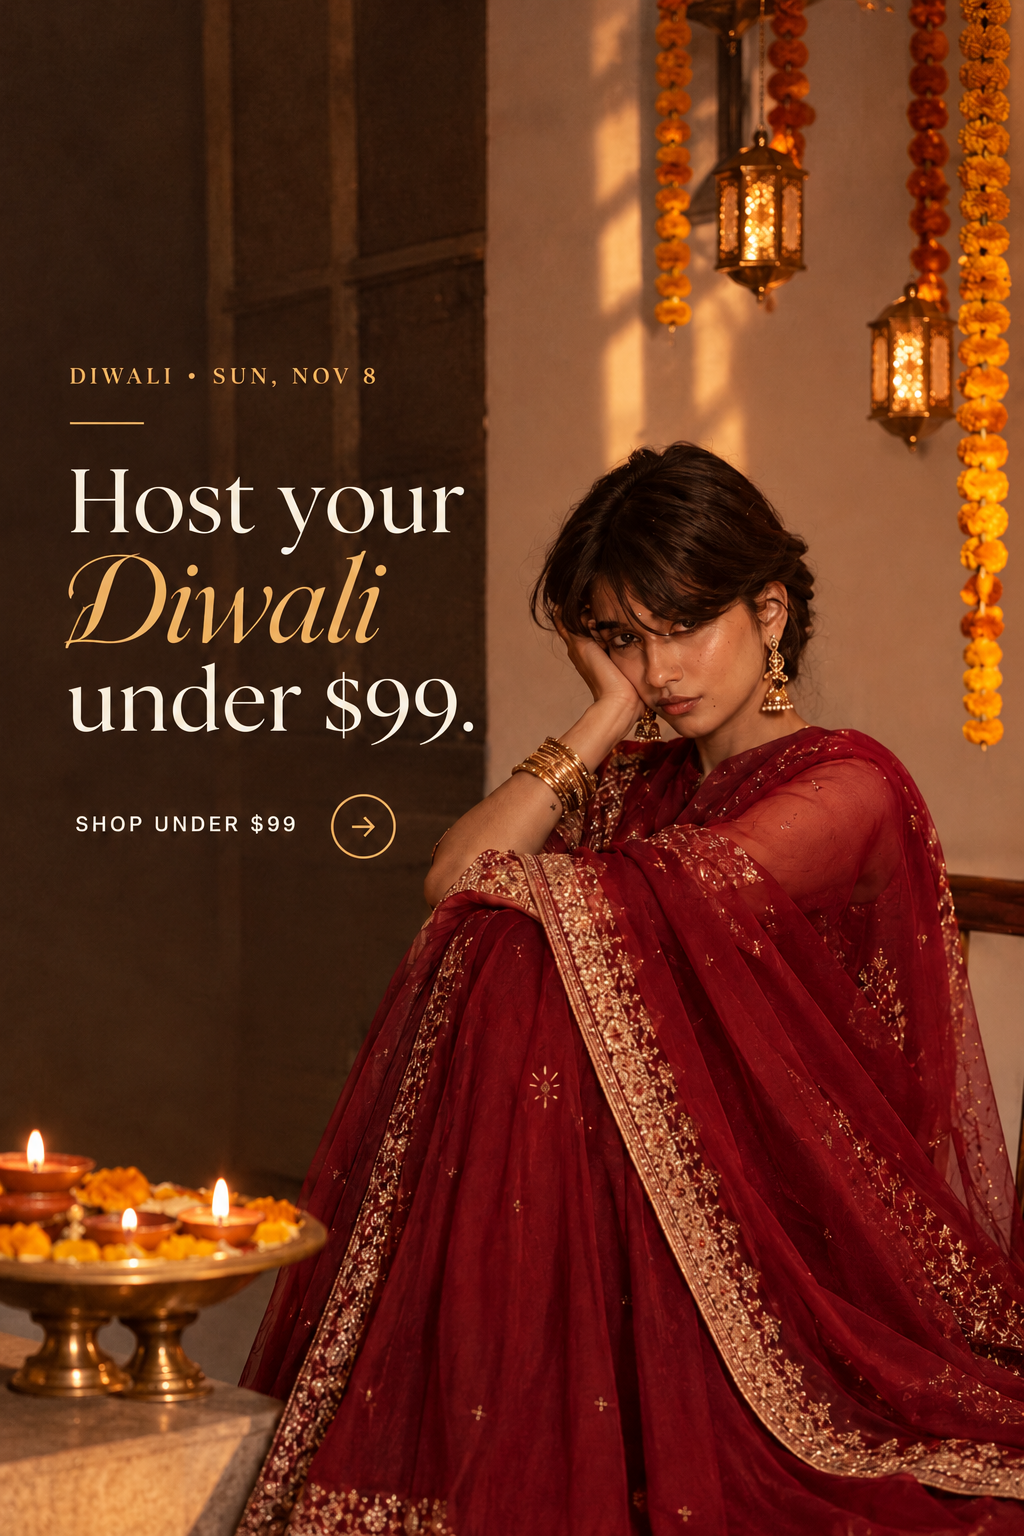 DIWALI • SUN, NOV 8
Host your
Diwali
under $99.
SHOP UNDER $99